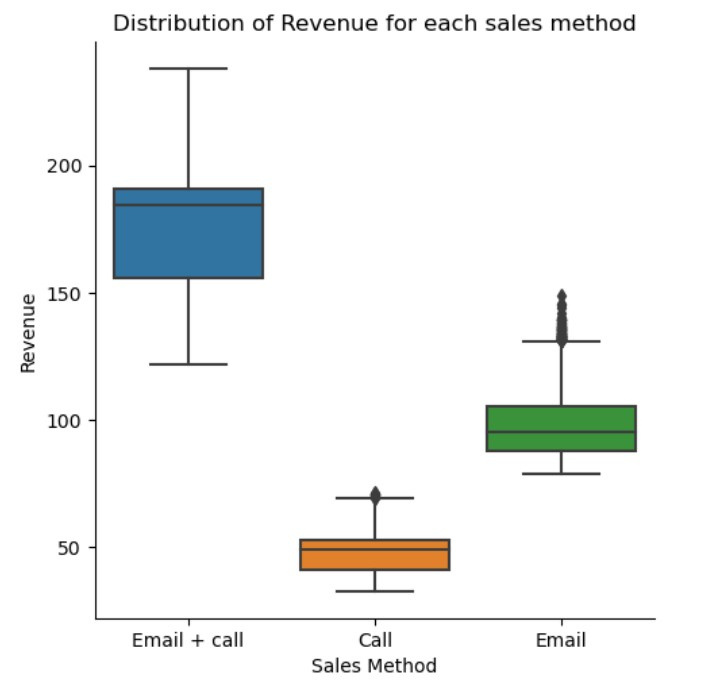 Distribution of Revenue for each sales method
200
150
100
50
Revenue
Email + call
Call
Email
Sales Method